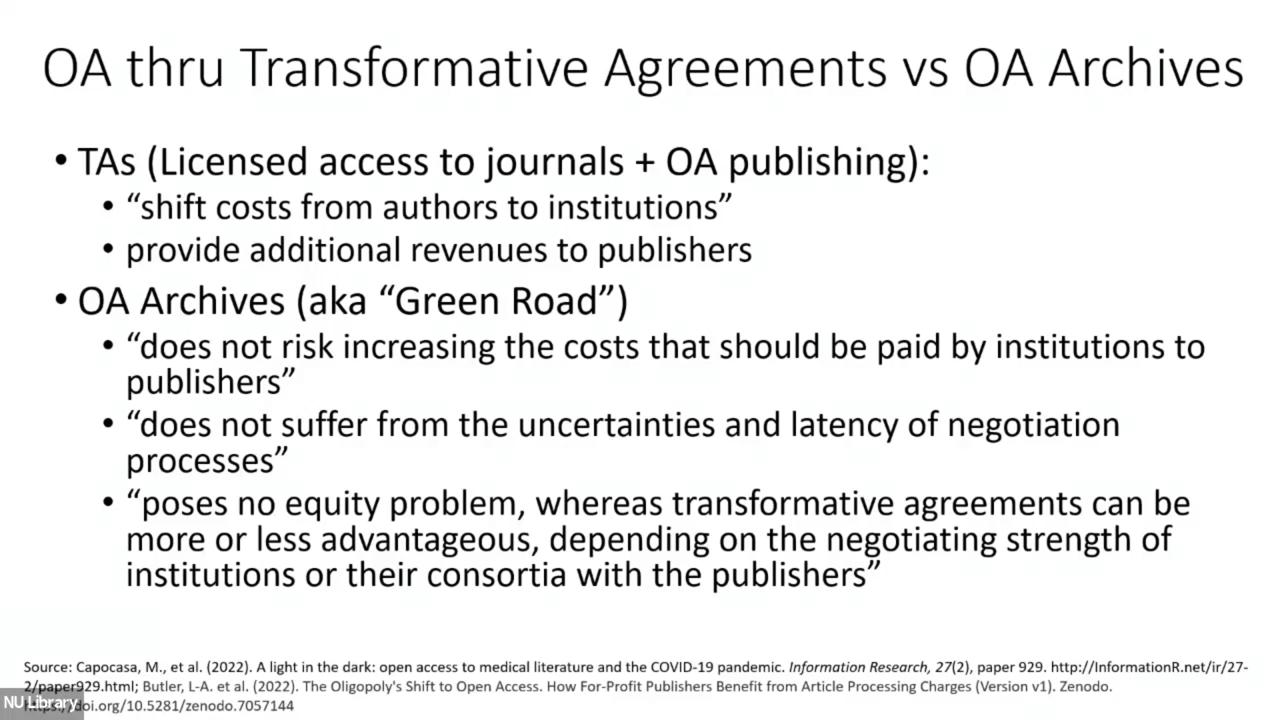 OA thru Transformative Agreements vs OA Archives
• TAs (Licensed access to journals + OA publishing):
• “shift costs from authors to institutions”
• provide additional revenues to publishers
• OA Archives (aka “Green Road”)
• “does not risk increasing the costs that should be paid by institutions to
publishers”
• “does not suffer from the uncertainties and latency of negotiation
processes”
• “poses no equity problem, whereas transformative agreements can be
more or less advantageous, depending on the negotiating strength of
institutions or their consortia with the publishers”
Source: Capocasa, M., et al. (2022). A light in the dark: open access to medical literature and the COVID-19 pandemic. Information Research, 27(2), paper 929. http://InformationR.net/ir/27-
2/paper929.html; Butler, L-A. et al. (2022). The Oligopoly's Shift to Open Access. How For-Profit Publishers Benefit from Article Processing Charges (Version v1). Zenodo.
NU Library
https://doi.org/10.5281/zenodo.7057144